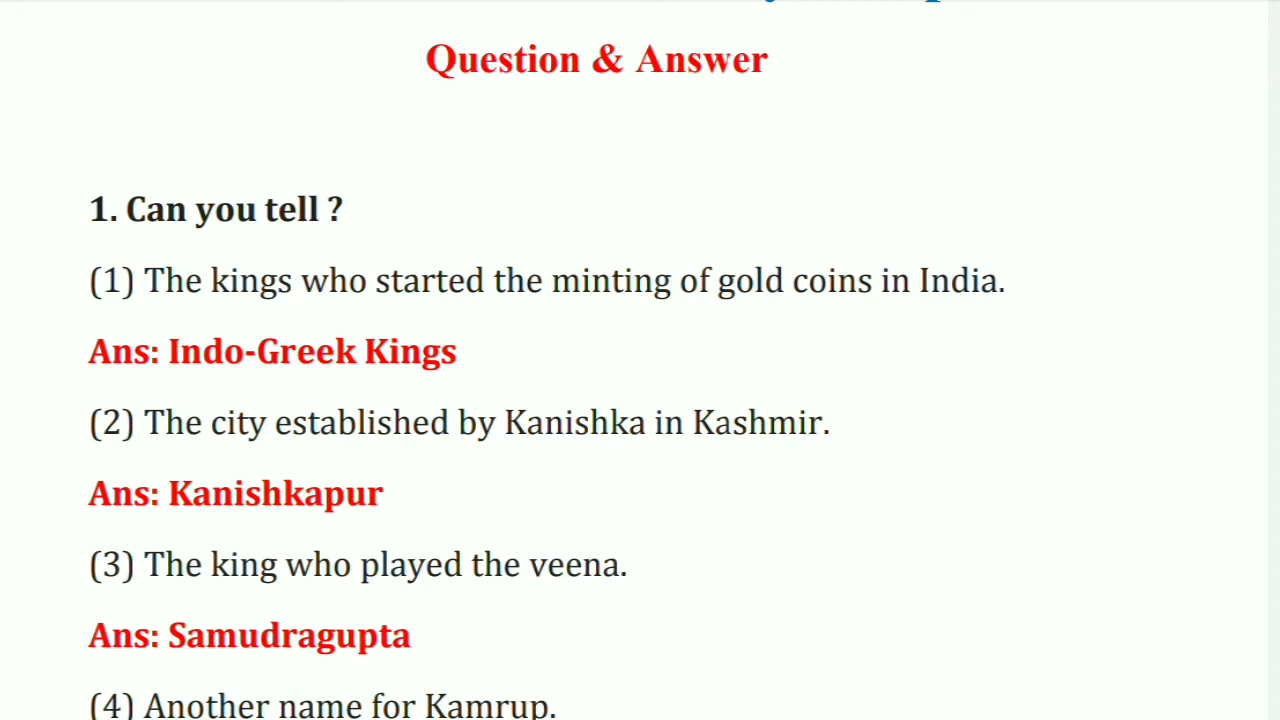 Question & Answer
1. Can you tell ?
(1) The kings who started the minting of gold coins in India.
Ans: Indo-Greek Kings
(2) The city established by Kanishka in Kashmir.
Ans: Kanishkapur
(3) The king who played the veena.
Ans: Samudragupta
(4) Another name for Kamrup.